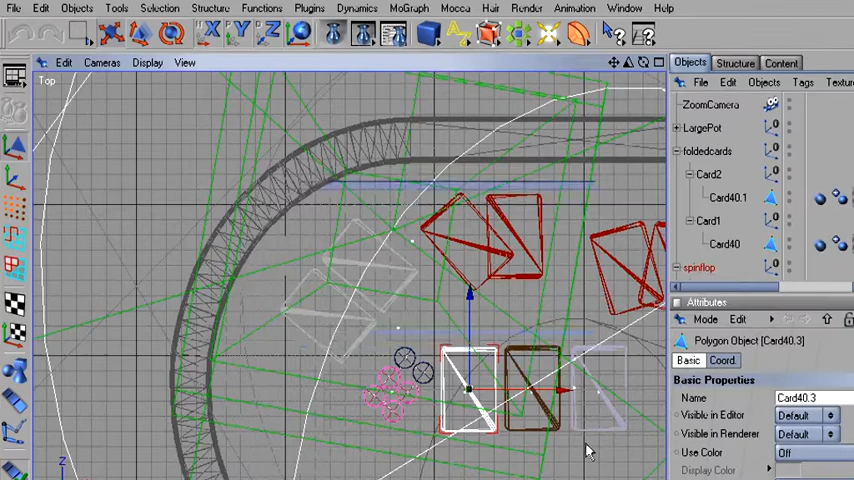 File Edit Objects Tools Selection Structure Functions Plugins Dynamics MoGraph Mocca Hair Render Animation Window Help
X Y Z
Edit Cameras Display View
Top
Z
Objects Structure Content
File Edit Objects Tags Texture
ZoomCamera
LargePot
foldedcards
Card2
Card40.1
Card1
Card40
spinflop
Attributes
Mode Edit
Polygon Object [Card40.3]
Basic Coord.
Basic Properties
Name Card40.3
Visible in Editor Default
Visible in Renderer Default
Use Color Off
Display Color